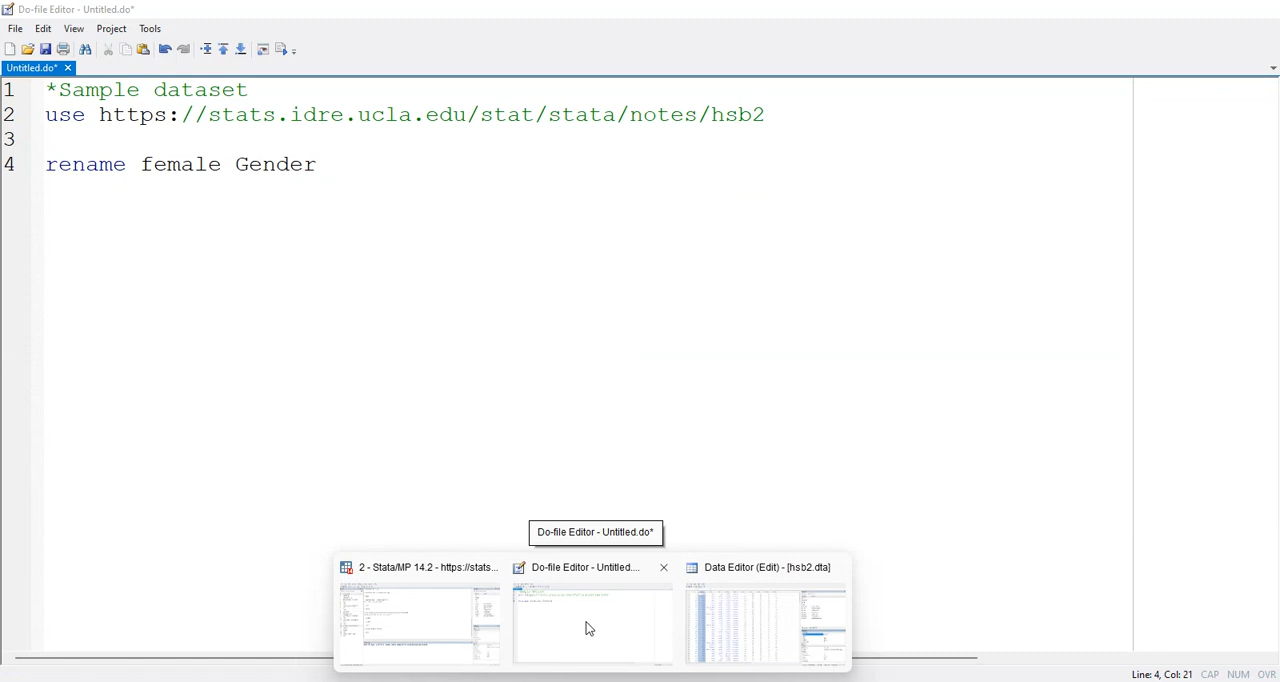 Do-file Editor - Untitled.do*
File Edit View Project Tools
Untitled.do*
1 *Sample dataset
2 use https://stats.idre.ucla.edu/stat/stata/notes/hsb2
3
4 rename female Gender
Do-file Editor - Untitled.do*
2 - Stata/MP 14.2 - https://stats... Do-file Editor - Untitled.... Data Editor (Edit) - [hsb2.dta]
Line: 4, Col: 21 CAP NUM OVR